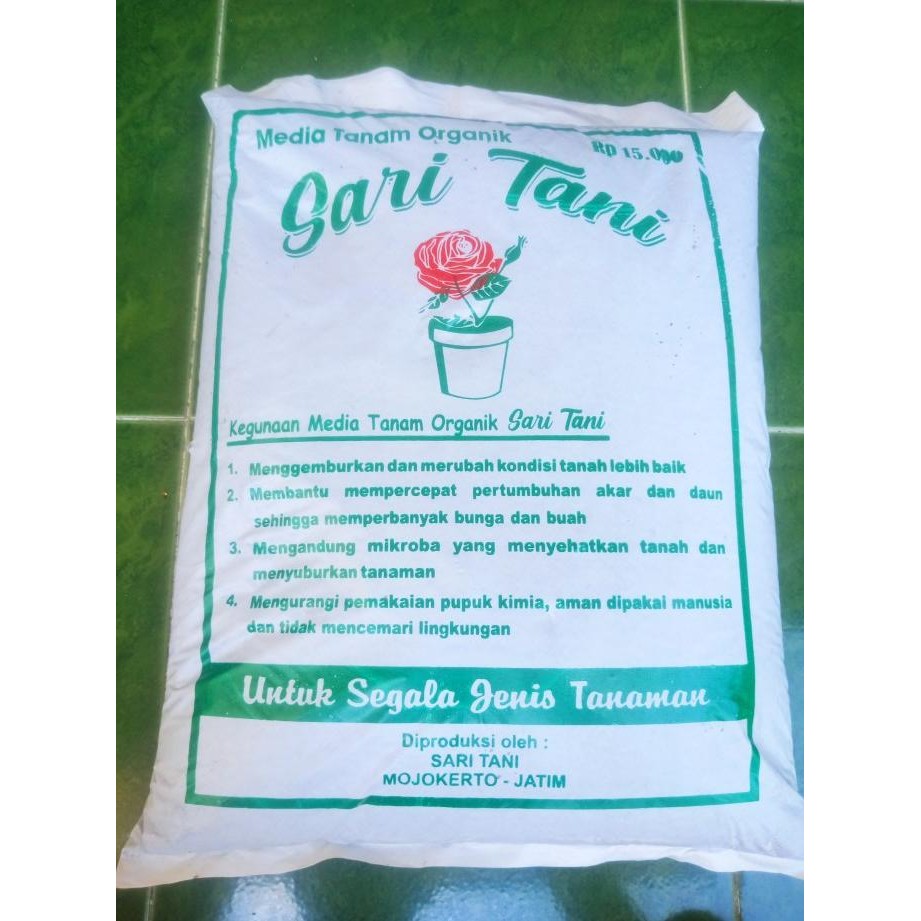 Media Tanam Organik
Rp 15.000
Sari Tani
Kegunaan Media Tanam Organik Sari Tani
1. Menggemburkan dan merubah kondisi tanah lebih baik
2. Membantu mempercepat pertumbuhan akar dan daun
sehingga memperbanyak bunga dan buah
3. Mengandung mikroba yang menyehatkan tanah dan
menyuburkan tanaman
4. Mengurangi pemakaian pupuk kimia, aman dipakai manusia
dan tidak mencemari lingkungan
Untuk Segala Jenis Tanaman
Diproduksi oleh :
SARI TANI
MOJOKERTO - JATIM